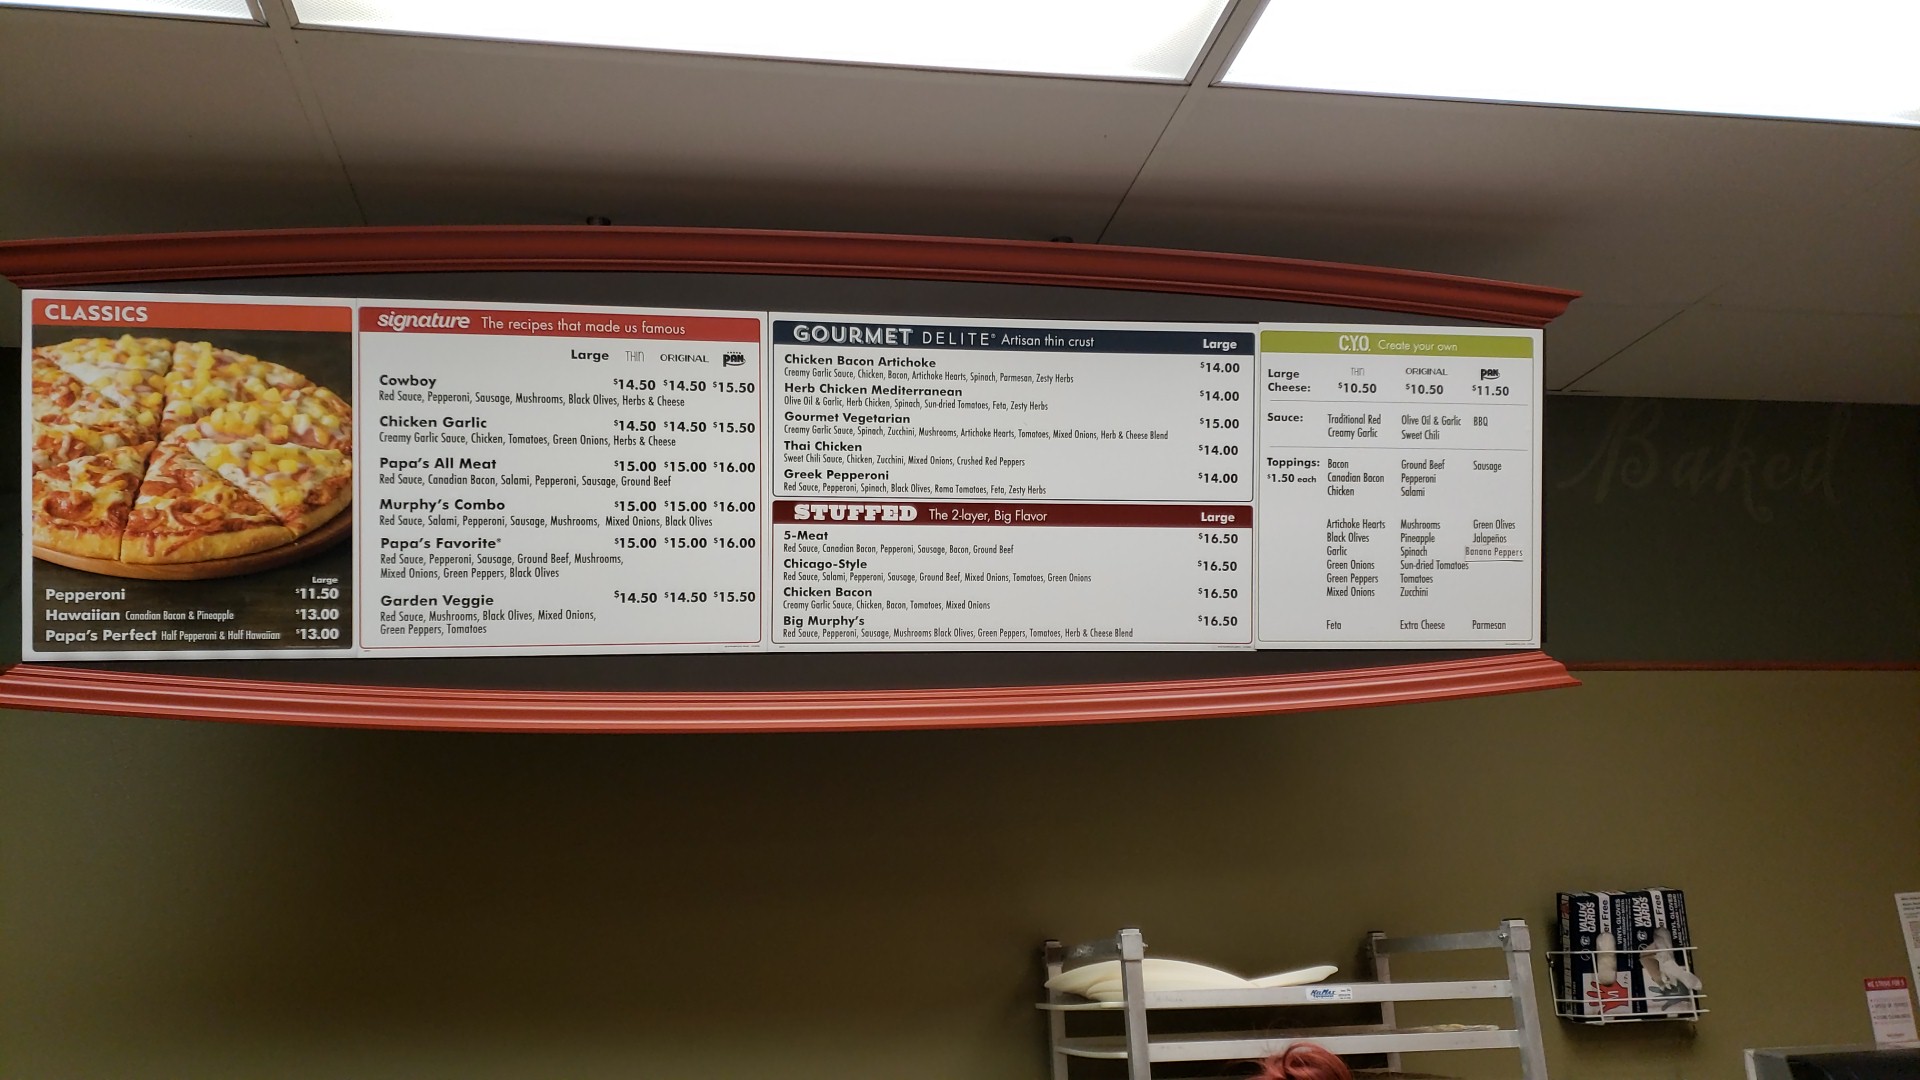 CLASSICS
Large
Pepperoni $11.50
Hawaiian Canadian Bacon & Pineapple $13.00
Papa's Perfect Half Pepperoni & Half Hawaiian $13.00
signature The recipes that made us famous
Large THIN ORIGINAL PAN
Cowboy $14.50 $14.50 $15.50
Red Sauce, Pepperoni, Sausage, Mushrooms, Black Olives, Herbs & Cheese
Chicken Garlic $14.50 $14.50 $15.50
Creamy Garlic Sauce, Chicken, Tomatoes, Green Onions, Herbs & Cheese
Papa's All Meat $15.00 $15.00 $16.00
Red Sauce, Canadian Bacon, Salami, Pepperoni, Sausage, Ground Beef
Murphy's Combo $15.00 $15.00 $16.00
Red Sauce, Salami, Pepperoni, Sausage, Mushrooms, Mixed Onions, Black Olives
Papa's Favorite® $15.00 $15.00 $16.00
Red Sauce, Pepperoni, Sausage, Ground Beef, Mushrooms,
Mixed Onions, Green Peppers, Black Olives
Garden Veggie $14.50 $14.50 $15.50
Red Sauce, Mushrooms, Black Olives, Mixed Onions,
Green Peppers, Tomatoes
GOURMET DELITE® Artisan thin crust Large
Chicken Bacon Artichoke $14.00
Creamy Garlic Sauce, Chicken, Bacon, Artichoke Hearts, Spinach, Parmesan, Zesty Herbs
Herb Chicken Mediterranean $14.00
Olive Oil & Garlic, Herb Chicken, Spinach, Sun-dried Tomatoes, Feta, Zesty Herbs
Gourmet Vegetarian $15.00
Creamy Garlic Sauce, Spinach, Zucchini, Mushrooms, Artichoke Hearts, Tomatoes, Mixed Onions, Herb & Cheese Blend
Thai Chicken $14.00
Sweet Chili Sauce, Chicken, Zucchini, Mixed Onions, Crushed Red Peppers
Greek Pepperoni $14.00
Red Sauce, Pepperoni, Spinach, Black Olives, Roma Tomatoes, Feta, Zesty Herbs
STUFFED The 2-layer, Big Flavor Large
5-Meat $16.50
Red Sauce, Canadian Bacon, Pepperoni, Sausage, Bacon, Ground Beef
Chicago-Style $16.50
Red Sauce, Salami, Pepperoni, Sausage, Ground Beef, Mixed Onions, Tomatoes, Green Onions
Chicken Bacon $16.50
Creamy Garlic Sauce, Chicken, Bacon, Tomatoes, Mixed Onions
Big Murphy's $16.50
Red Sauce, Pepperoni, Sausage, Mushrooms Black Olives, Green Peppers, Tomatoes, Herb & Cheese Blend
C.Y.O. Create your own
Large THIN ORIGINAL PAN
Cheese: $10.50 $10.50 $11.50
Sauce: Traditional Red Olive Oil & Garlic BBQ
Creamy Garlic Sweet Chili
Toppings: Bacon Ground Beef Sausage
$1.50 each Canadian Bacon Pepperoni
Chicken Salami
Artichoke Hearts Mushrooms Green Olives
Black Olives Pineapple Jalapeños
Garlic Spinach Banana Peppers
Green Onions Sun-dried Tomatoes
Green Peppers Tomatoes
Mixed Onions Zucchini
Feta Extra Cheese Parmesan
Baked
VALU GARDS VALU GARDS
VINYL GLOVES VINYL GLOVES